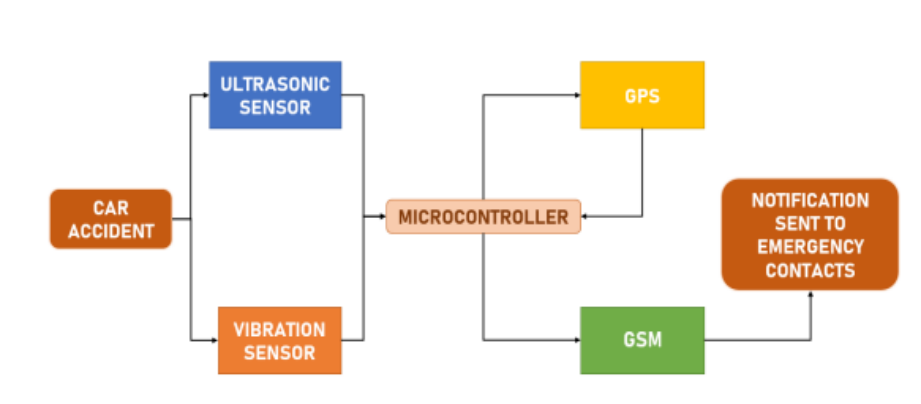 ULTRASONIC
SENSOR
GPS
CAR
ACCIDENT
MICROCONTROLLER
NOTIFICATION
SENT TO
EMERGENCY
CONTACTS
VIBRATION
SENSOR
GSM